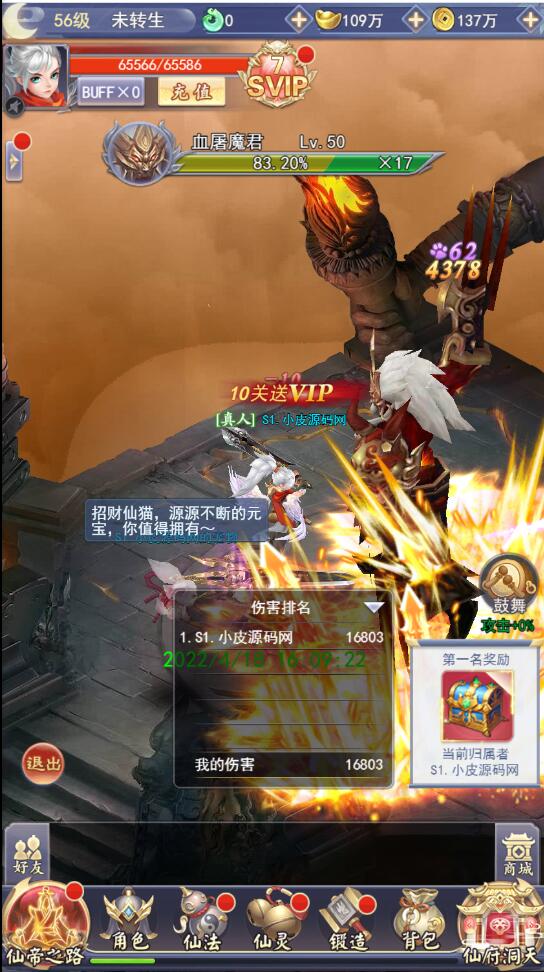 56级 未转生 0 109万 137万
65566/65586
BUFF×0 充值
7
SVIP
血屠魔君 Lv.50
83.20% ×17
62
4378
-10
10关送VIP
[真人] S1.小皮源码网
招财仙猫，源源不断的元
宝，你值得拥有～
伤害排名
1.S1.小皮源码网 16803
2022/4/18 16:09:22
我的伤害 16803
鼓舞
攻击+0%
第一名奖励
当前归属者
S1.小皮源码网
退出
好友
商城
仙帝之路 角色 仙法 仙灵 锻造 背包 仙府洞天